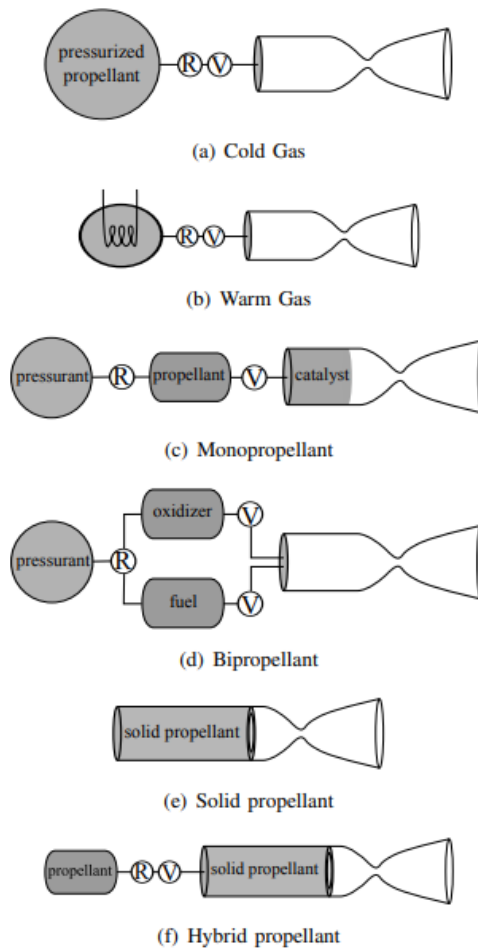 pressurized
propellant
R V
(a) Cold Gas
R V
(b) Warm Gas
pressurant R propellant V catalyst
(c) Monopropellant
oxidizer V
pressurant R
fuel V
(d) Bipropellant
solid propellant
(e) Solid propellant
propellant R V solid propellant
(f) Hybrid propellant